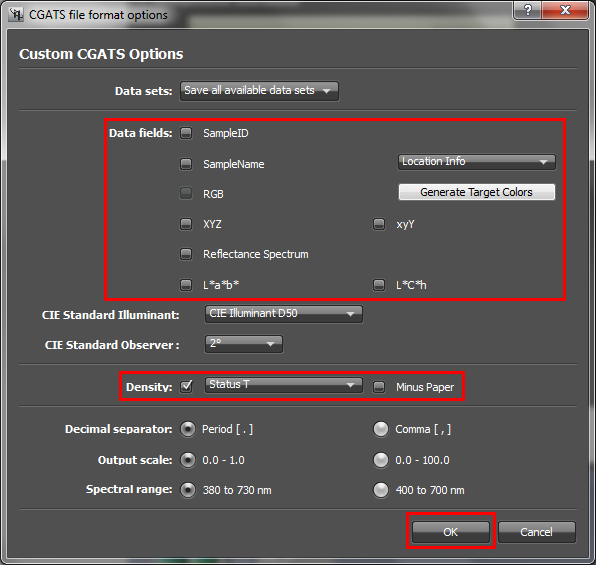 CGATS file format options
?
Custom CGATS Options
Data sets: Save all available data sets
Data fields: SampleID
SampleName Location Info
RGB Generate Target Colors
XYZ xyY
Reflectance Spectrum
L*a*b* L*C*h
CIE Standard Illuminant: CIE Illuminant D50
CIE Standard Observer : 2°
Density: Status T Minus Paper
Decimal separator: Period [ . ] Comma [ , ]
Output scale: 0.0 - 1.0 0.0 - 100.0
Spectral range: 380 to 730 nm 400 to 700 nm
OK Cancel